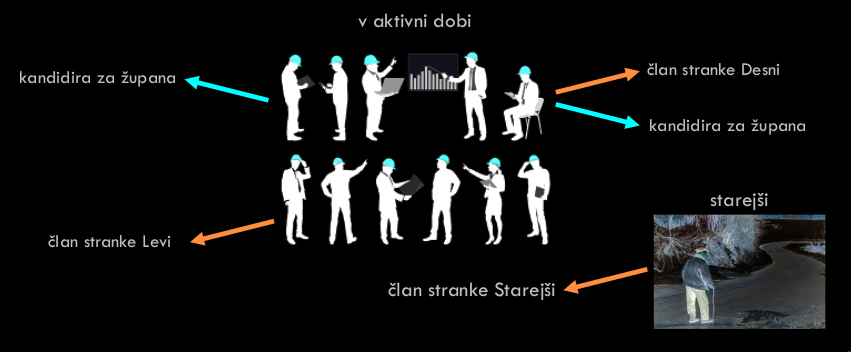 v aktivni dobi
kandidira za župana
član stranke Desni
kandidira za župana
starejši
član stranke Levi
član stranke Starejši